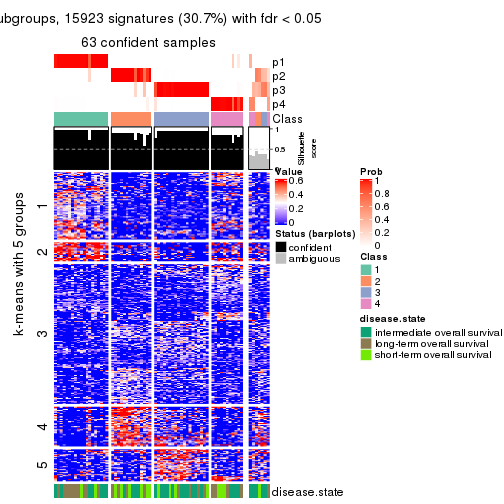 ubgroups, 15923 signatures (30.7%) with fdr < 0.05
63 confident samples
p1
p2
p3
p4
Class
1
0.5
0
Silhouette
score
k-means with 5 groups
1
2
3
4
5
disease.state
Value
0.6
0.4
0.2
0
Status (barplots)
confident
ambiguous
Prob
1
0.8
0.6
0.4
0.2
0
Class
1
2
3
4
disease.state
intermediate overall survival
long-term overall survival
short-term overall survival